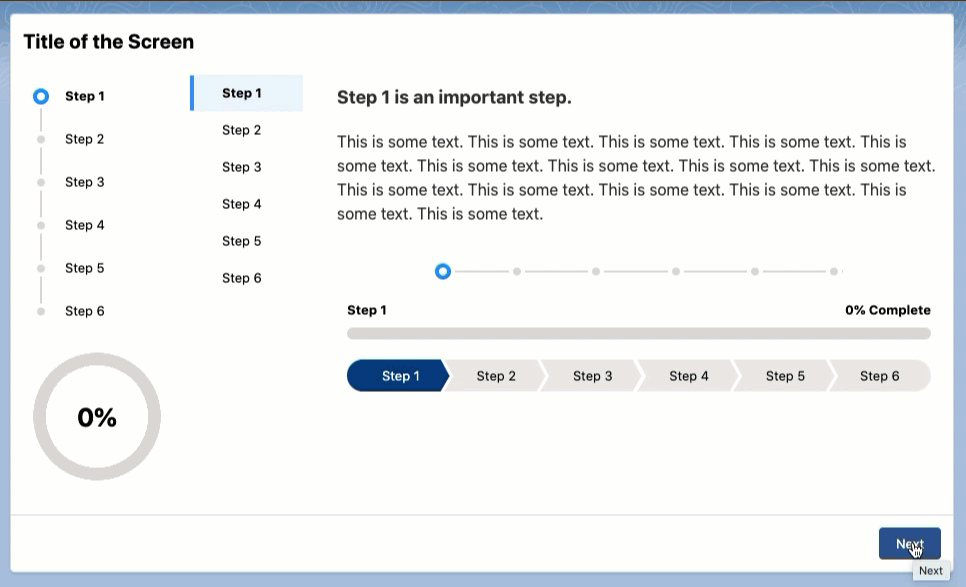 Title of the Screen
Step 1
Step 2
Step 3
Step 4
Step 5
Step 6
0%
Step 1
Step 2
Step 3
Step 4
Step 5
Step 6
Step 1 is an important step.
This is some text. This is some text. This is some text. This is some text. This is
some text. This is some text. This is some text. This is some text. This is some text.
This is some text. This is some text. This is some text. This is some text. This is
some text. This is some text.
Step 1 0% Complete
Step 1 Step 2 Step 3 Step 4 Step 5 Step 6
Next
Next